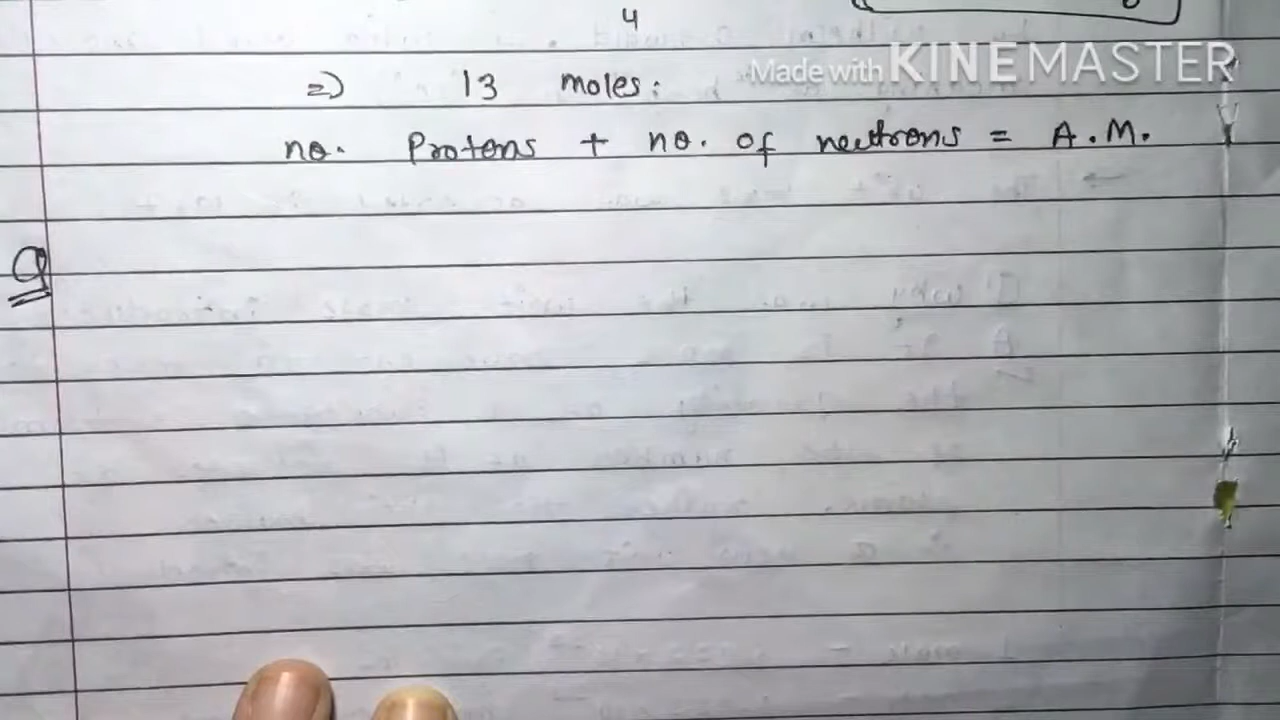 4
Made with KINEMASTER
=) 13 moles:
no. Protons + no. of neutrons = A.M.
Q